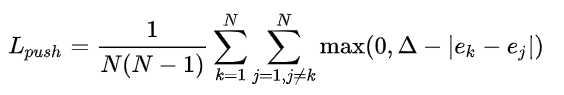 $L_{push} = \frac{1}{N(N-1)} \sum_{k=1}^{N} \sum_{j=1, j \neq k}^{N} \max(0, \Delta - |e_k - e_j|)$